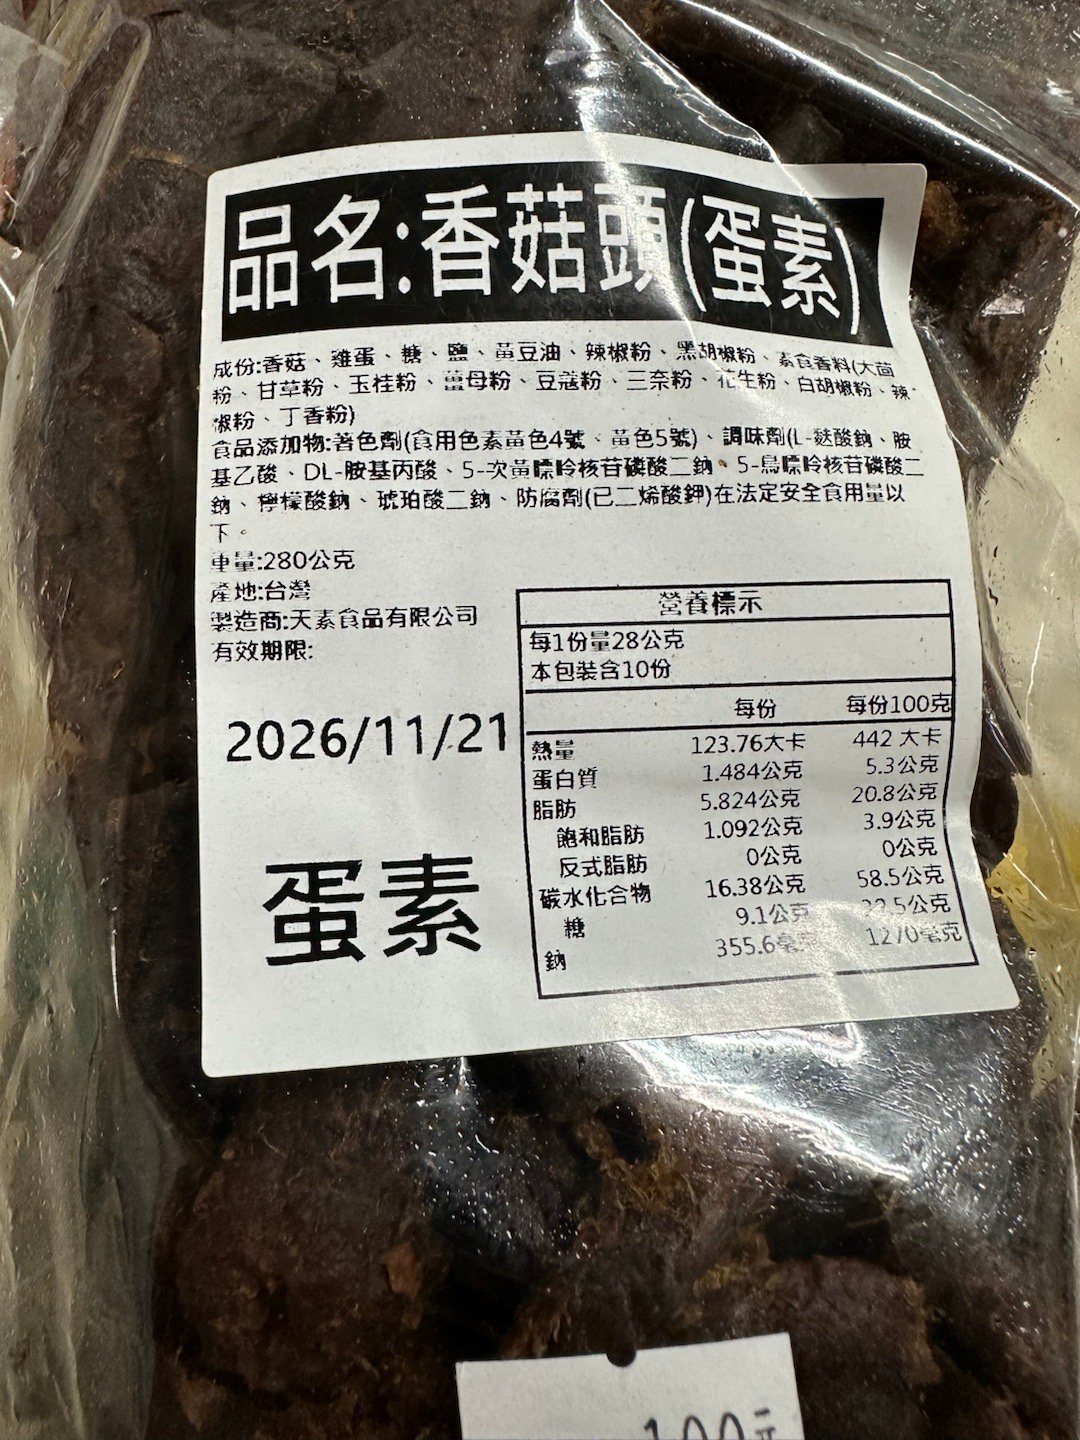 品名:香菇頭(蛋素)
成份:香菇、雞蛋、糖、鹽、黃豆油、辣椒粉、黑胡椒粉、素食香料(大茴
粉、甘草粉、玉桂粉、薑母粉、豆蔻粉、三奈粉、花生粉、白胡椒粉、辣
椒粉、丁香粉)
食品添加物:著色劑(食用色素黃色4號、黃色5號)、調味劑(L-麩酸鈉、胺
基乙酸、DL-胺基丙酸、5-次黃嘌呤核苷磷酸二鈉。5-鳥嘌呤核苷磷酸二
鈉、檸檬酸鈉、琥珀酸二鈉、防腐劑(已二烯酸鉀)在法定安全食用量以
下。
重量:280公克
產地:台灣
製造商:天素食品有限公司
有效期限:
2026/11/21
蛋素
營養標示
每1份量28公克
本包裝含10份
每份 每份100克
熱量 123.76大卡 442 大卡
蛋白質 1.484公克 5.3公克
脂肪 5.824公克 20.8公克
飽和脂肪 1.092公克 3.9公克
反式脂肪 0公克 0公克
碳水化合物 16.38公克 58.5公克
糖 9.1公克 公克
鈉 355.6毫克 1270毫克
100元